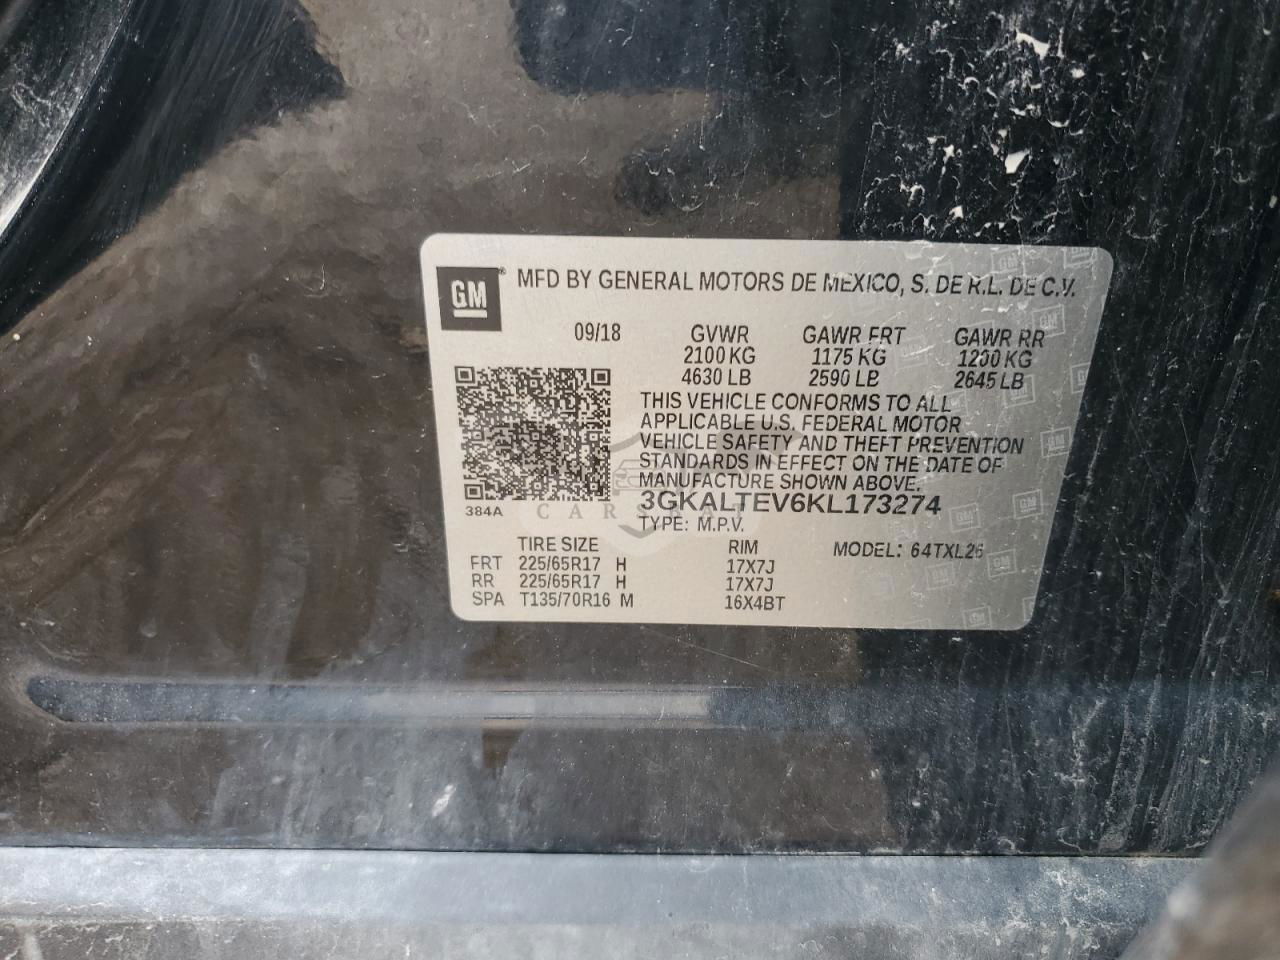 GM® MFD BY GENERAL MOTORS DE MEXICO, S. DE R.L. DE C.V.
09/18 GVWR GAWR FRT GAWR RR
2100 KG 1175 KG 1200 KG
4630 LB 2590 LB 2645 LB
THIS VEHICLE CONFORMS TO ALL
APPLICABLE U.S. FEDERAL MOTOR
VEHICLE SAFETY AND THEFT PREVENTION
STANDARDS IN EFFECT ON THE DATE OF
MANUFACTURE SHOWN ABOVE.
384A
3GKALTEV6KL173274
CARSBAT
TYPE: M.P.V.
TIRE SIZE RIM MODEL: 64TXL26
FRT 225/65R17 H 17X7J
RR 225/65R17 H 17X7J
SPA T135/70R16 M 16X4BT